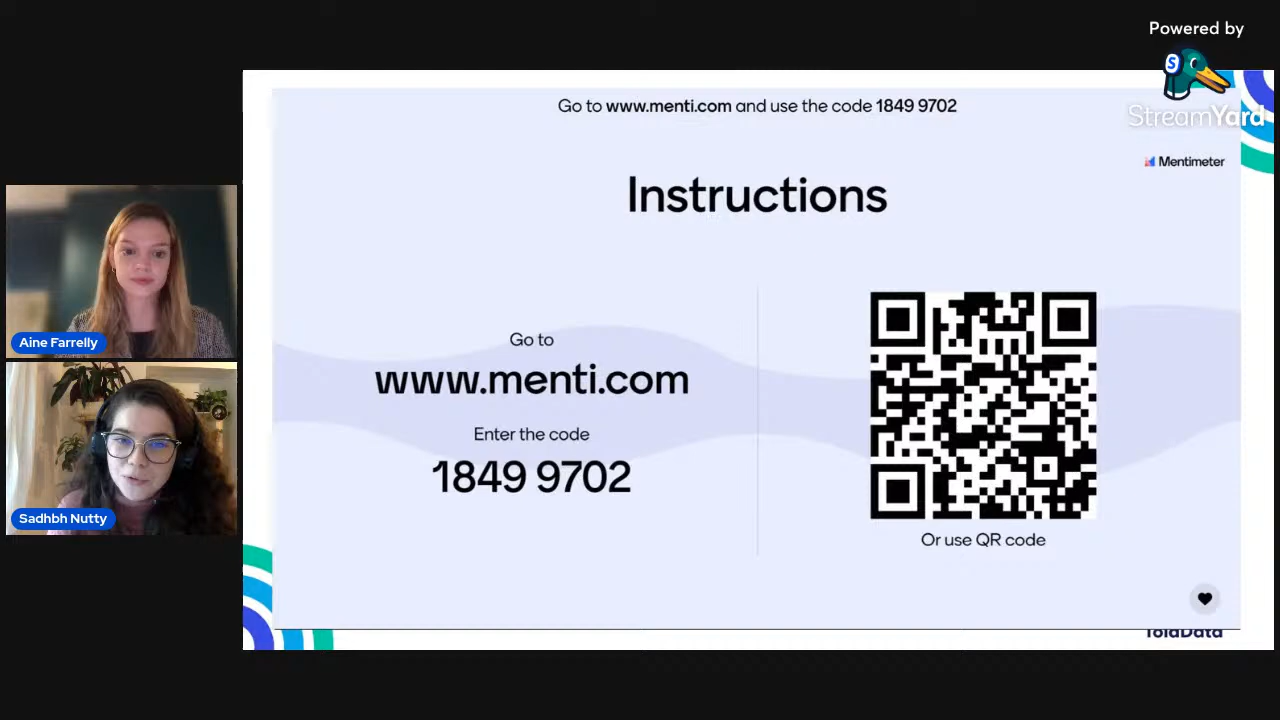 Powered by
StreamYard
Go to www.menti.com and use the code 1849 9702
Mentimeter
Instructions
Go to
www.menti.com
Enter the code
1849 9702
Or use QR code
Aine Farrelly
Sadhbh Nutty